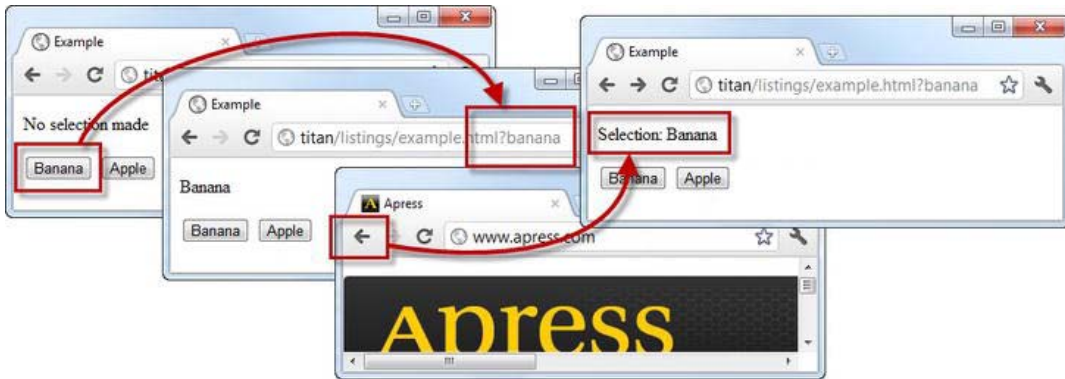 Example
No selection made
Banana Apple
Example
titan/listings/example.html?banana
Banana
Banana Apple
Apress
www.apress.com
Apress
Example
titan/listings/example.html?banana
Selection: Banana
Banana Apple